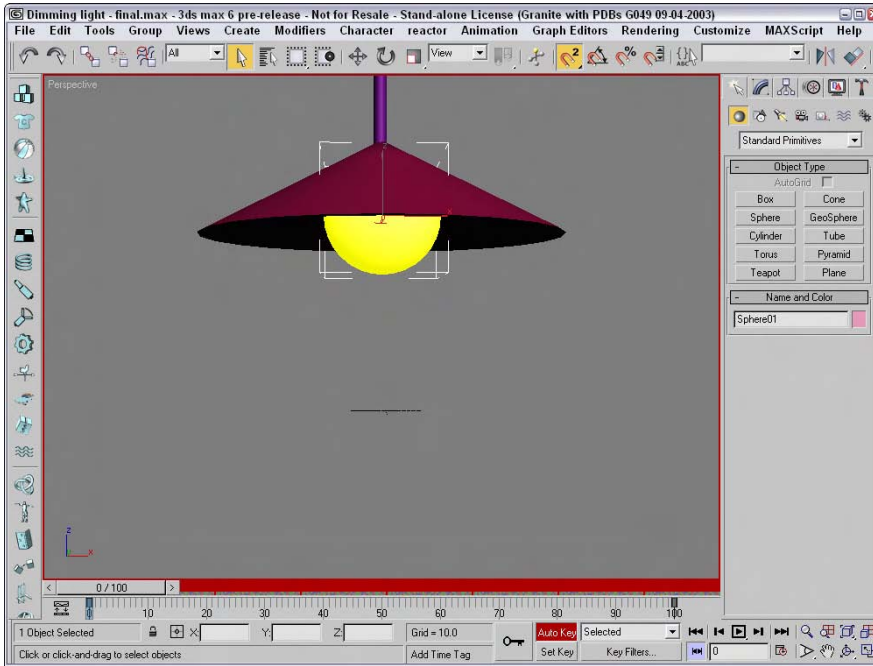 Dimming light - final.max - 3ds max 6 pre-release - Not for Resale - Stand-alone License (Granite with PDBs G049 09-04-2003)
File Edit Tools Group Views Create Modifiers Character reactor Animation Graph Editors Rendering Customize MAXScript Help
All View
Perspective
Standard Primitives
- Object Type
AutoGrid
Box Cone
Sphere GeoSphere
Cylinder Tube
Torus Pyramid
Teapot Plane
- Name and Color
Sphere01
z
x
x
< 0 / 100 >
0 10 20 30 40 50 60 70 80 90 100
1 Object Selected X: Y: Z: Grid = 10.0 Auto Key Selected
Click or click-and-drag to select objects Add Time Tag Set Key Key Filters... 0